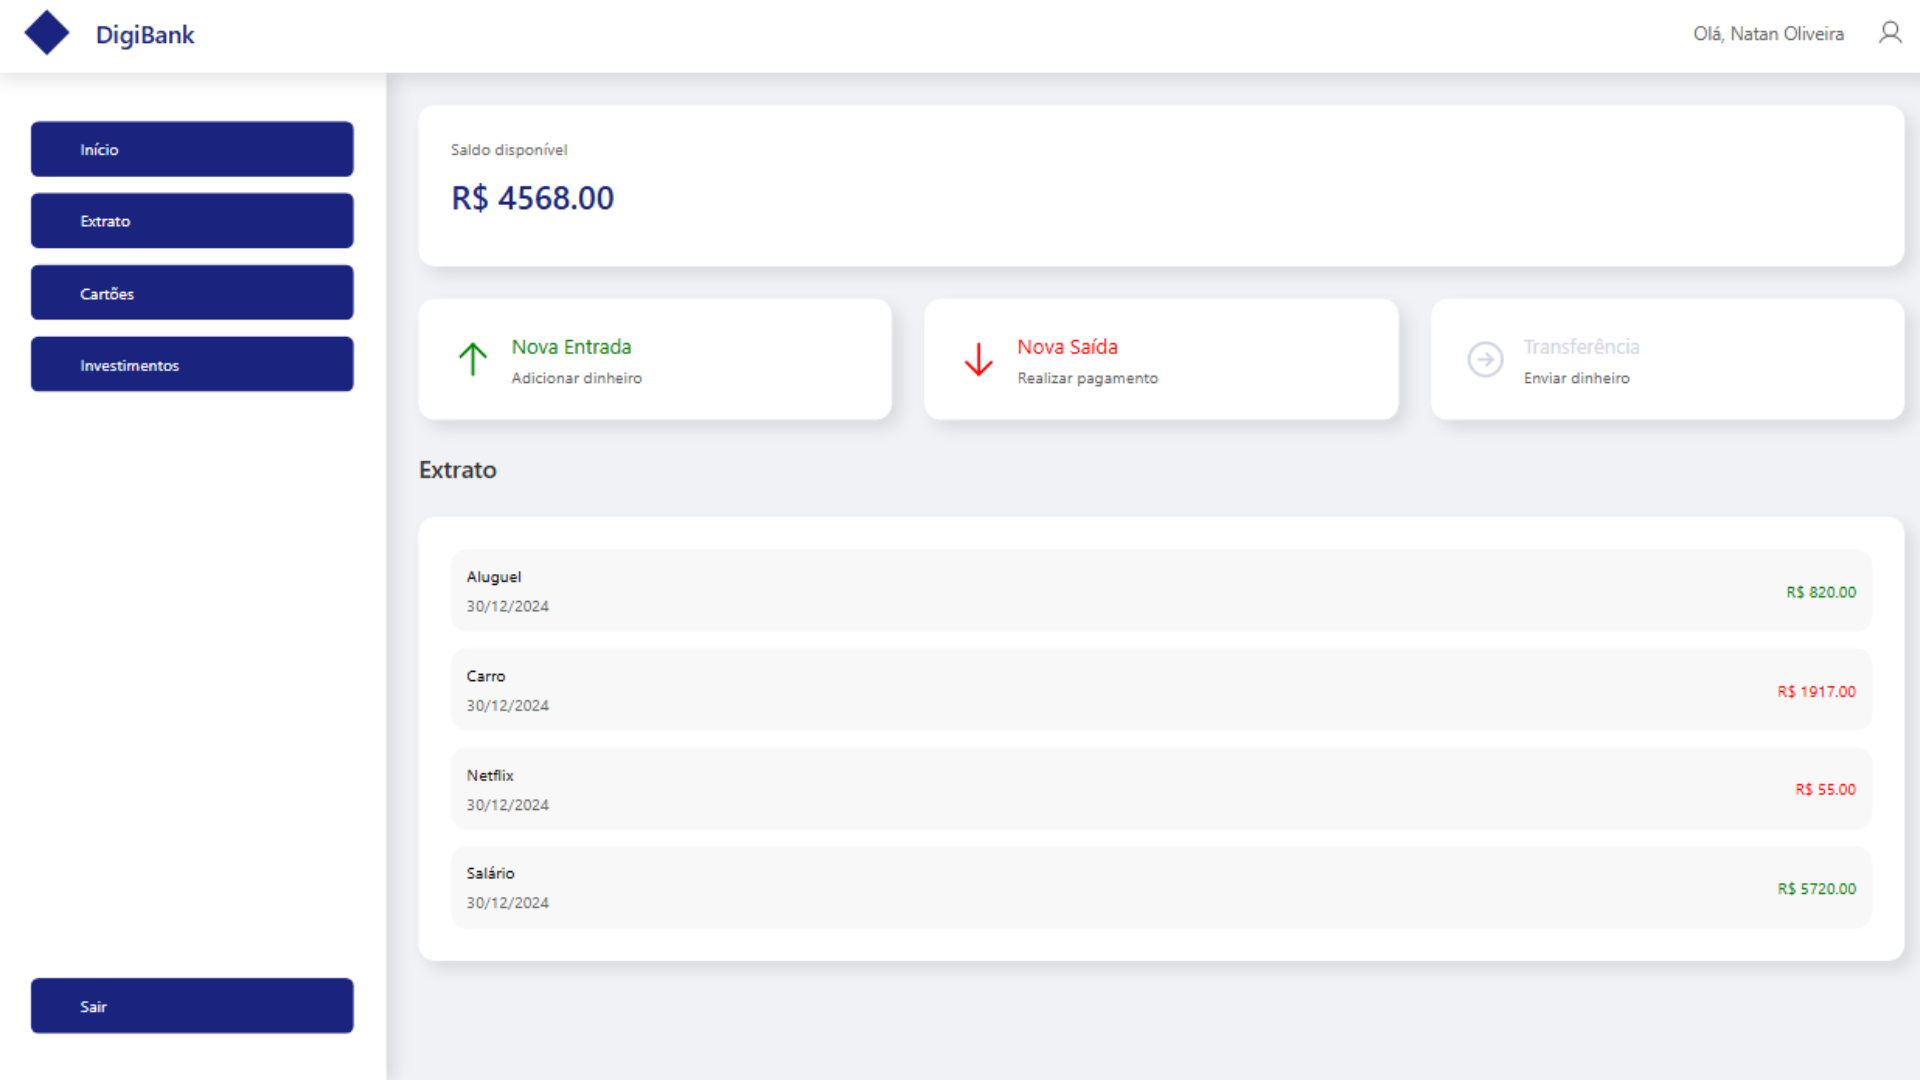 DigiBank
Olá, Natan Oliveira
Início
Extrato
Cartões
Investimentos
Sair
Saldo disponível
R$ 4568.00
Nova Entrada
Adicionar dinheiro
Nova Saída
Realizar pagamento
Transferência
Enviar dinheiro
Extrato
Aluguel
30/12/2024
R$ 820.00
Carro
30/12/2024
R$ 1917.00
Netflix
30/12/2024
R$ 55.00
Salário
30/12/2024
R$ 5720.00